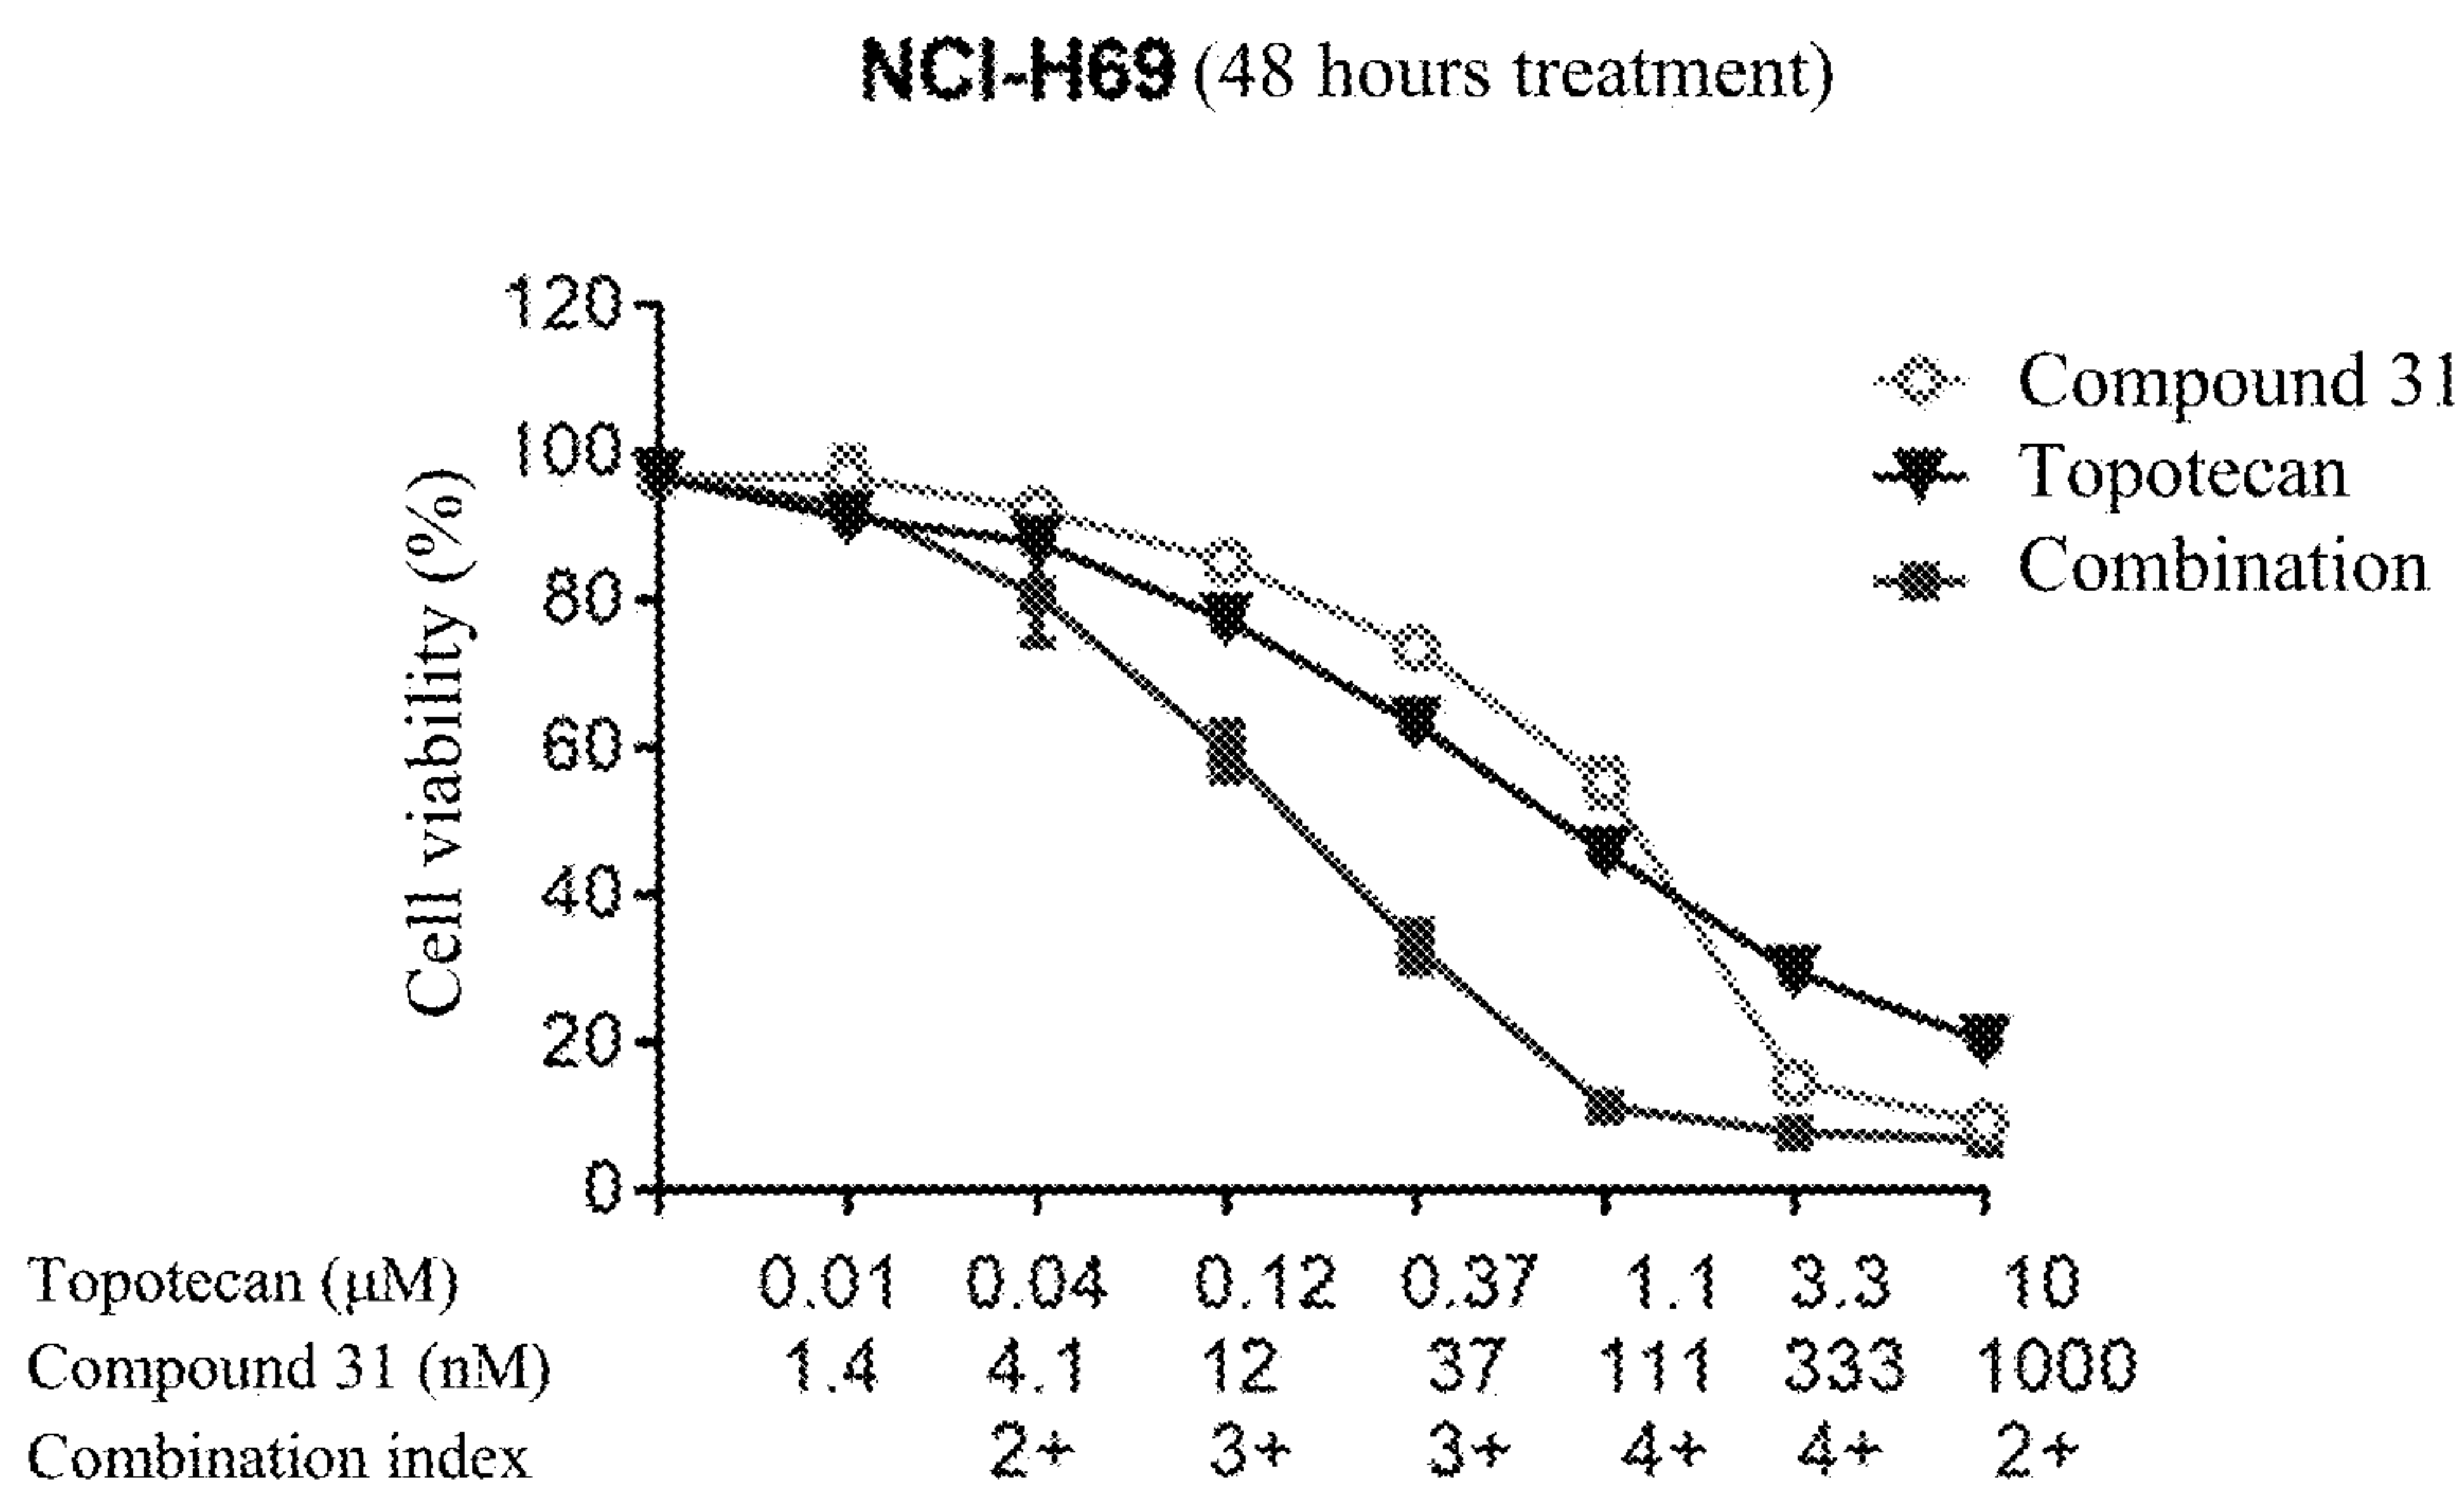 NCI-H69 (48 hours treatment)
120
100
80
60
40
20
0
Cell viability (%)
Compound 31
Topotecan
Combination
Topotecan (μM) 0.01 0.04 0.12 0.37 1.1 3.3 10
Compound 31 (nM) 1.4 4.1 12 37 111 333 1000
Combination index 2+ 3+ 3+ 4+ 4+ 2+